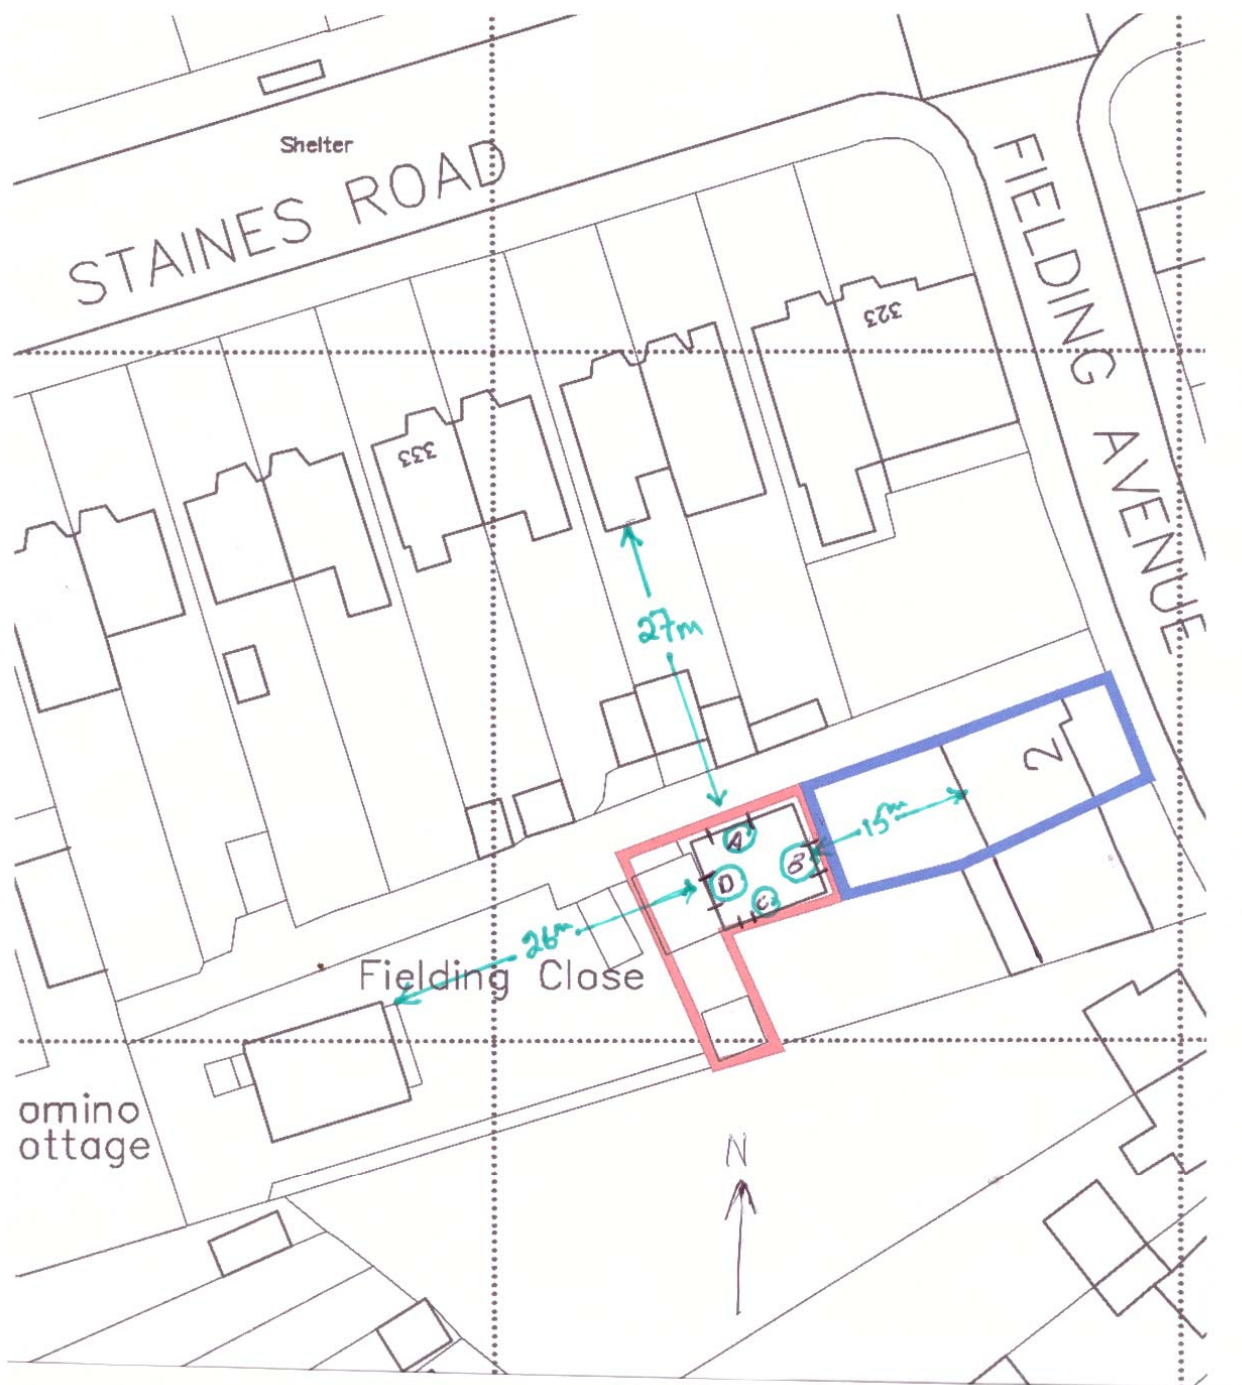 Shelter
STAINES ROAD
FIELDING AVENUE
323
333
27m
2
15m
A
B
D
C
26m
Fielding Close
omino
ottage
N